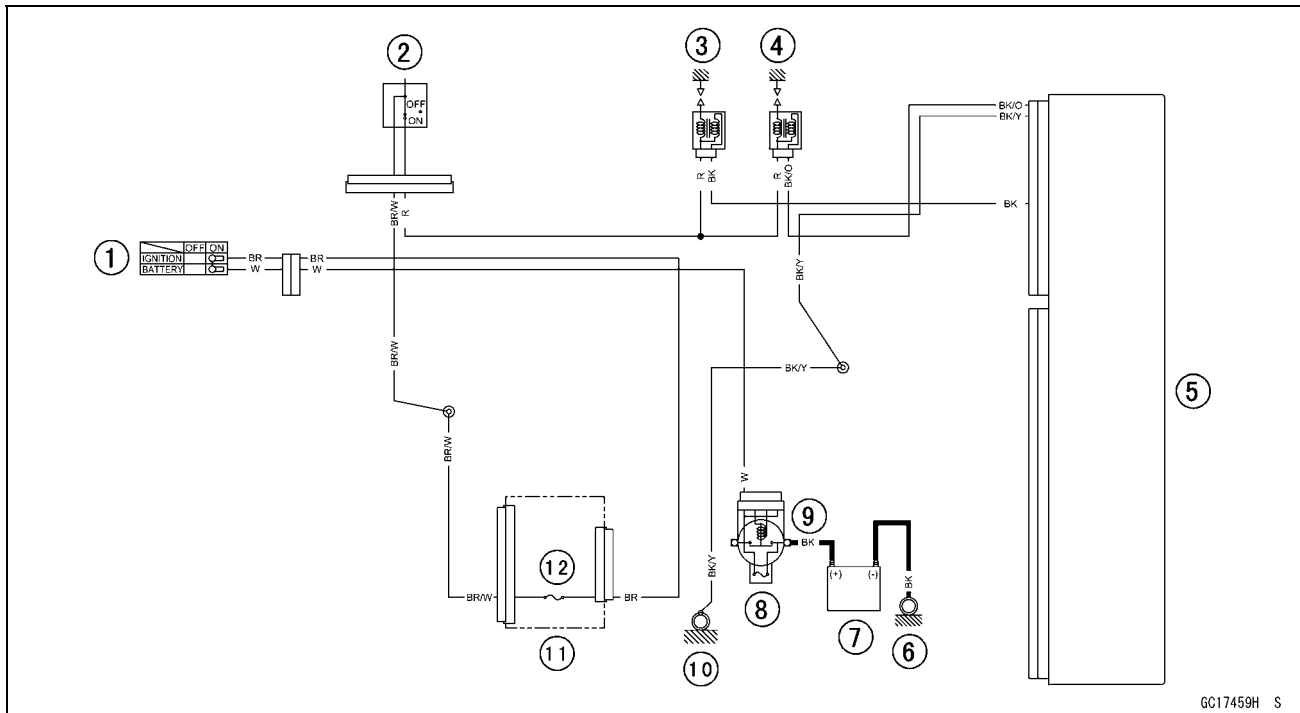 2
3
4
OFF
ON
BK/O
BK/Y
R
BK
R
BK/O
BR/W
R
BK
1
OFF ON
IGNITION
BATTERY
BR
W
BR
W
BK/Y
BR/W
BK/Y
5
BR/W
W
9
BK
(+) (-)
BK
12
BK/Y
BR/W
BR
8
7
6
11
10
GC17459H S